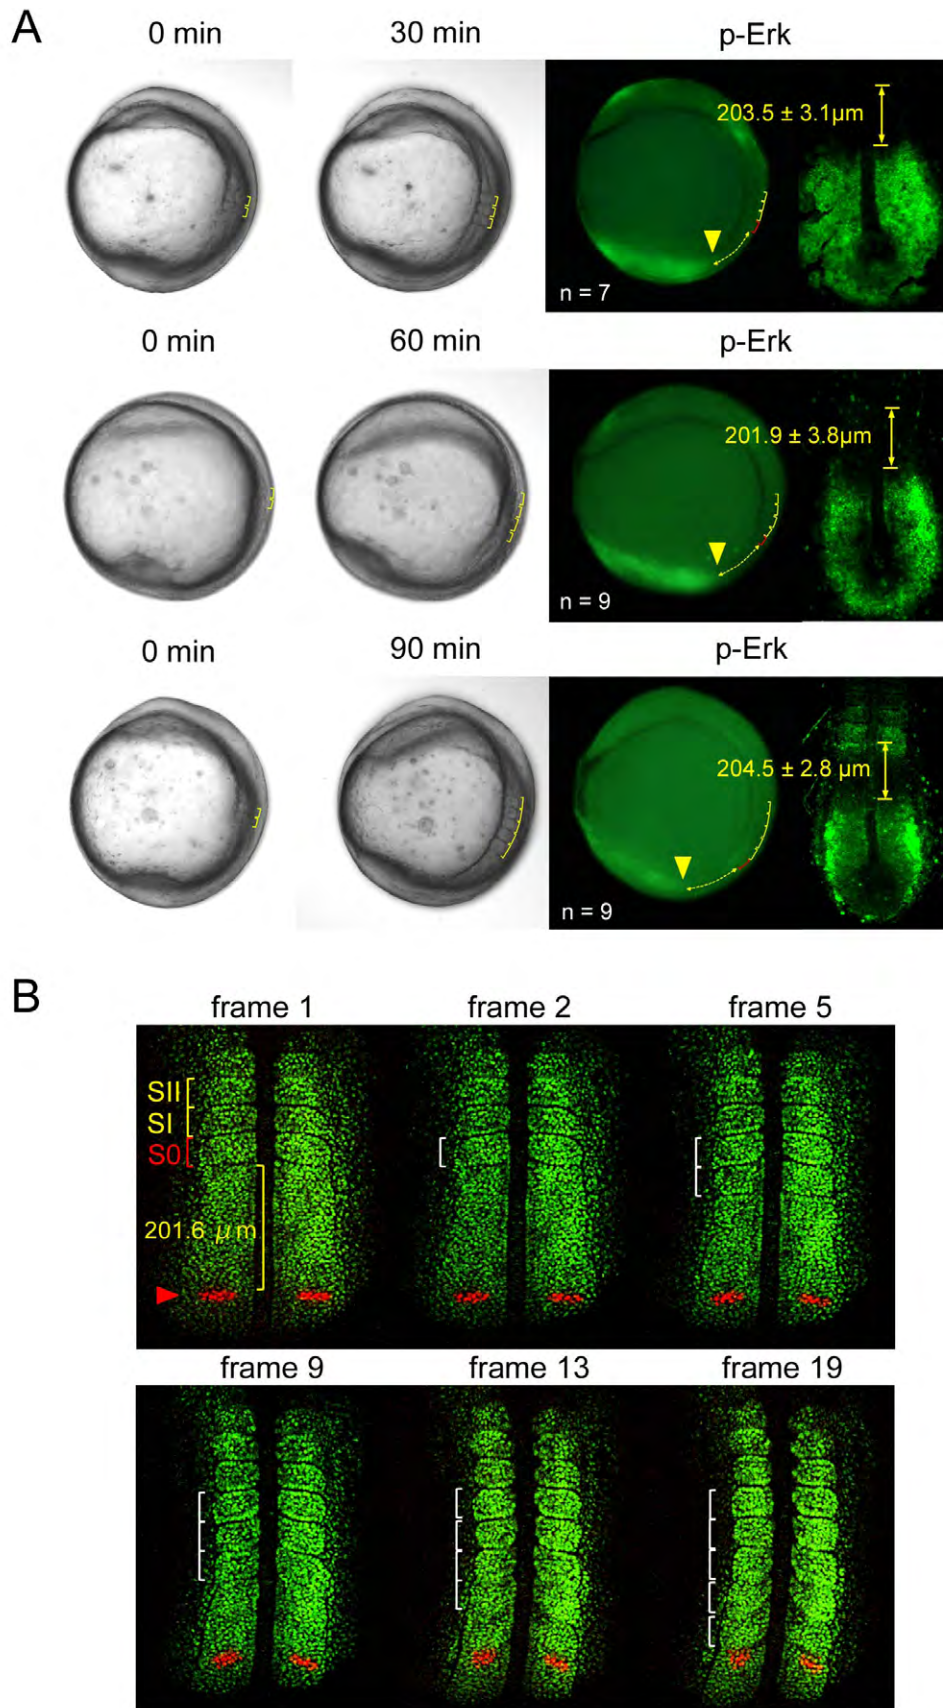 A
0 min 30 min p-Erk
203.5 ± 3.1µm
n = 7
0 min 60 min p-Erk
201.9 ± 3.8µm
n = 9
0 min 90 min p-Erk
204.5 ± 2.8 µm
n = 9
B
frame 1 frame 2 frame 5
SII
SI
S0
201.6 µm
frame 9 frame 13 frame 19